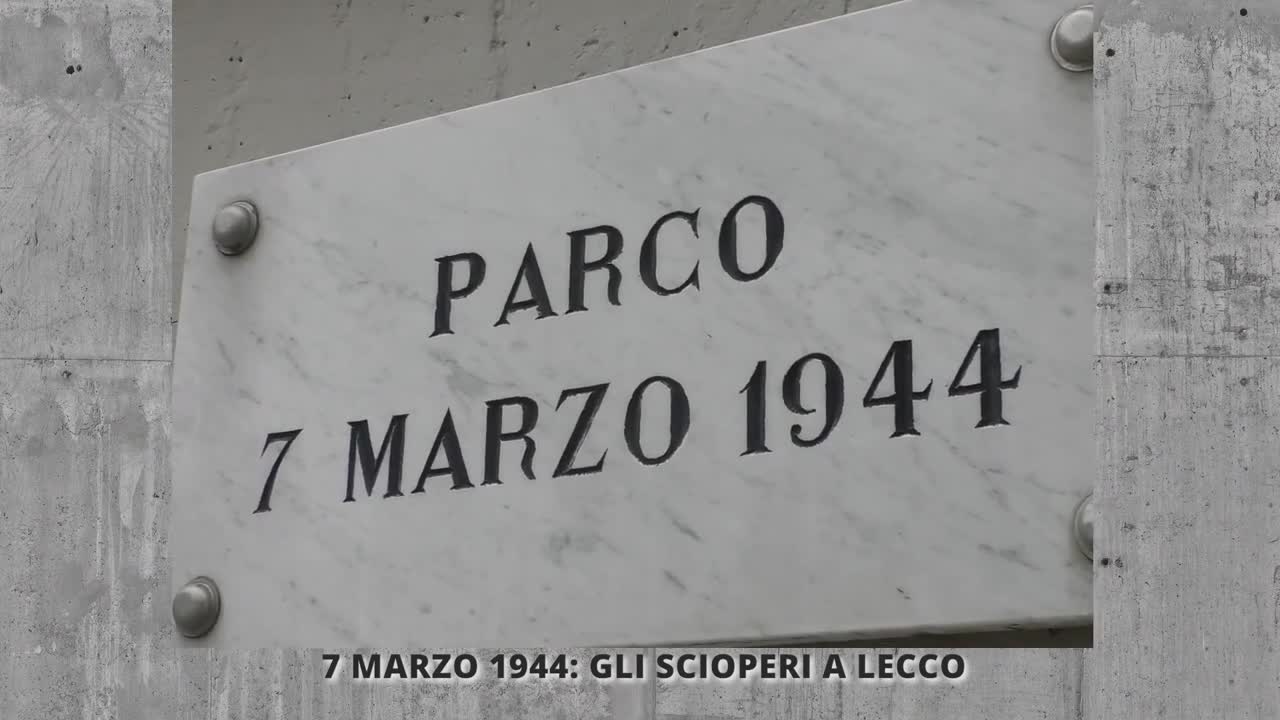 PARCO
7 MARZO 1944
7 MARZO 1944: GLI SCIOPERI A LECCO